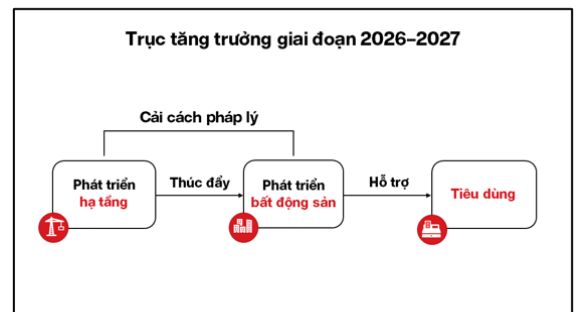 Trục tăng trưởng giai đoạn 2026–2027
Cải cách pháp lý
Phát triển
hạ tầng
Thúc đẩy
Phát triển
bất động sản
Hỗ trợ
Tiêu dùng